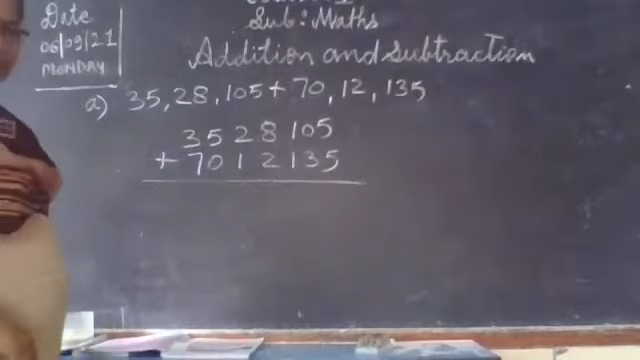 Date
06/09/21
MONDAY
Sub: Maths
Addition and Subtraction
a) 35,28,105 + 70,12,135
3528105
+ 7012135